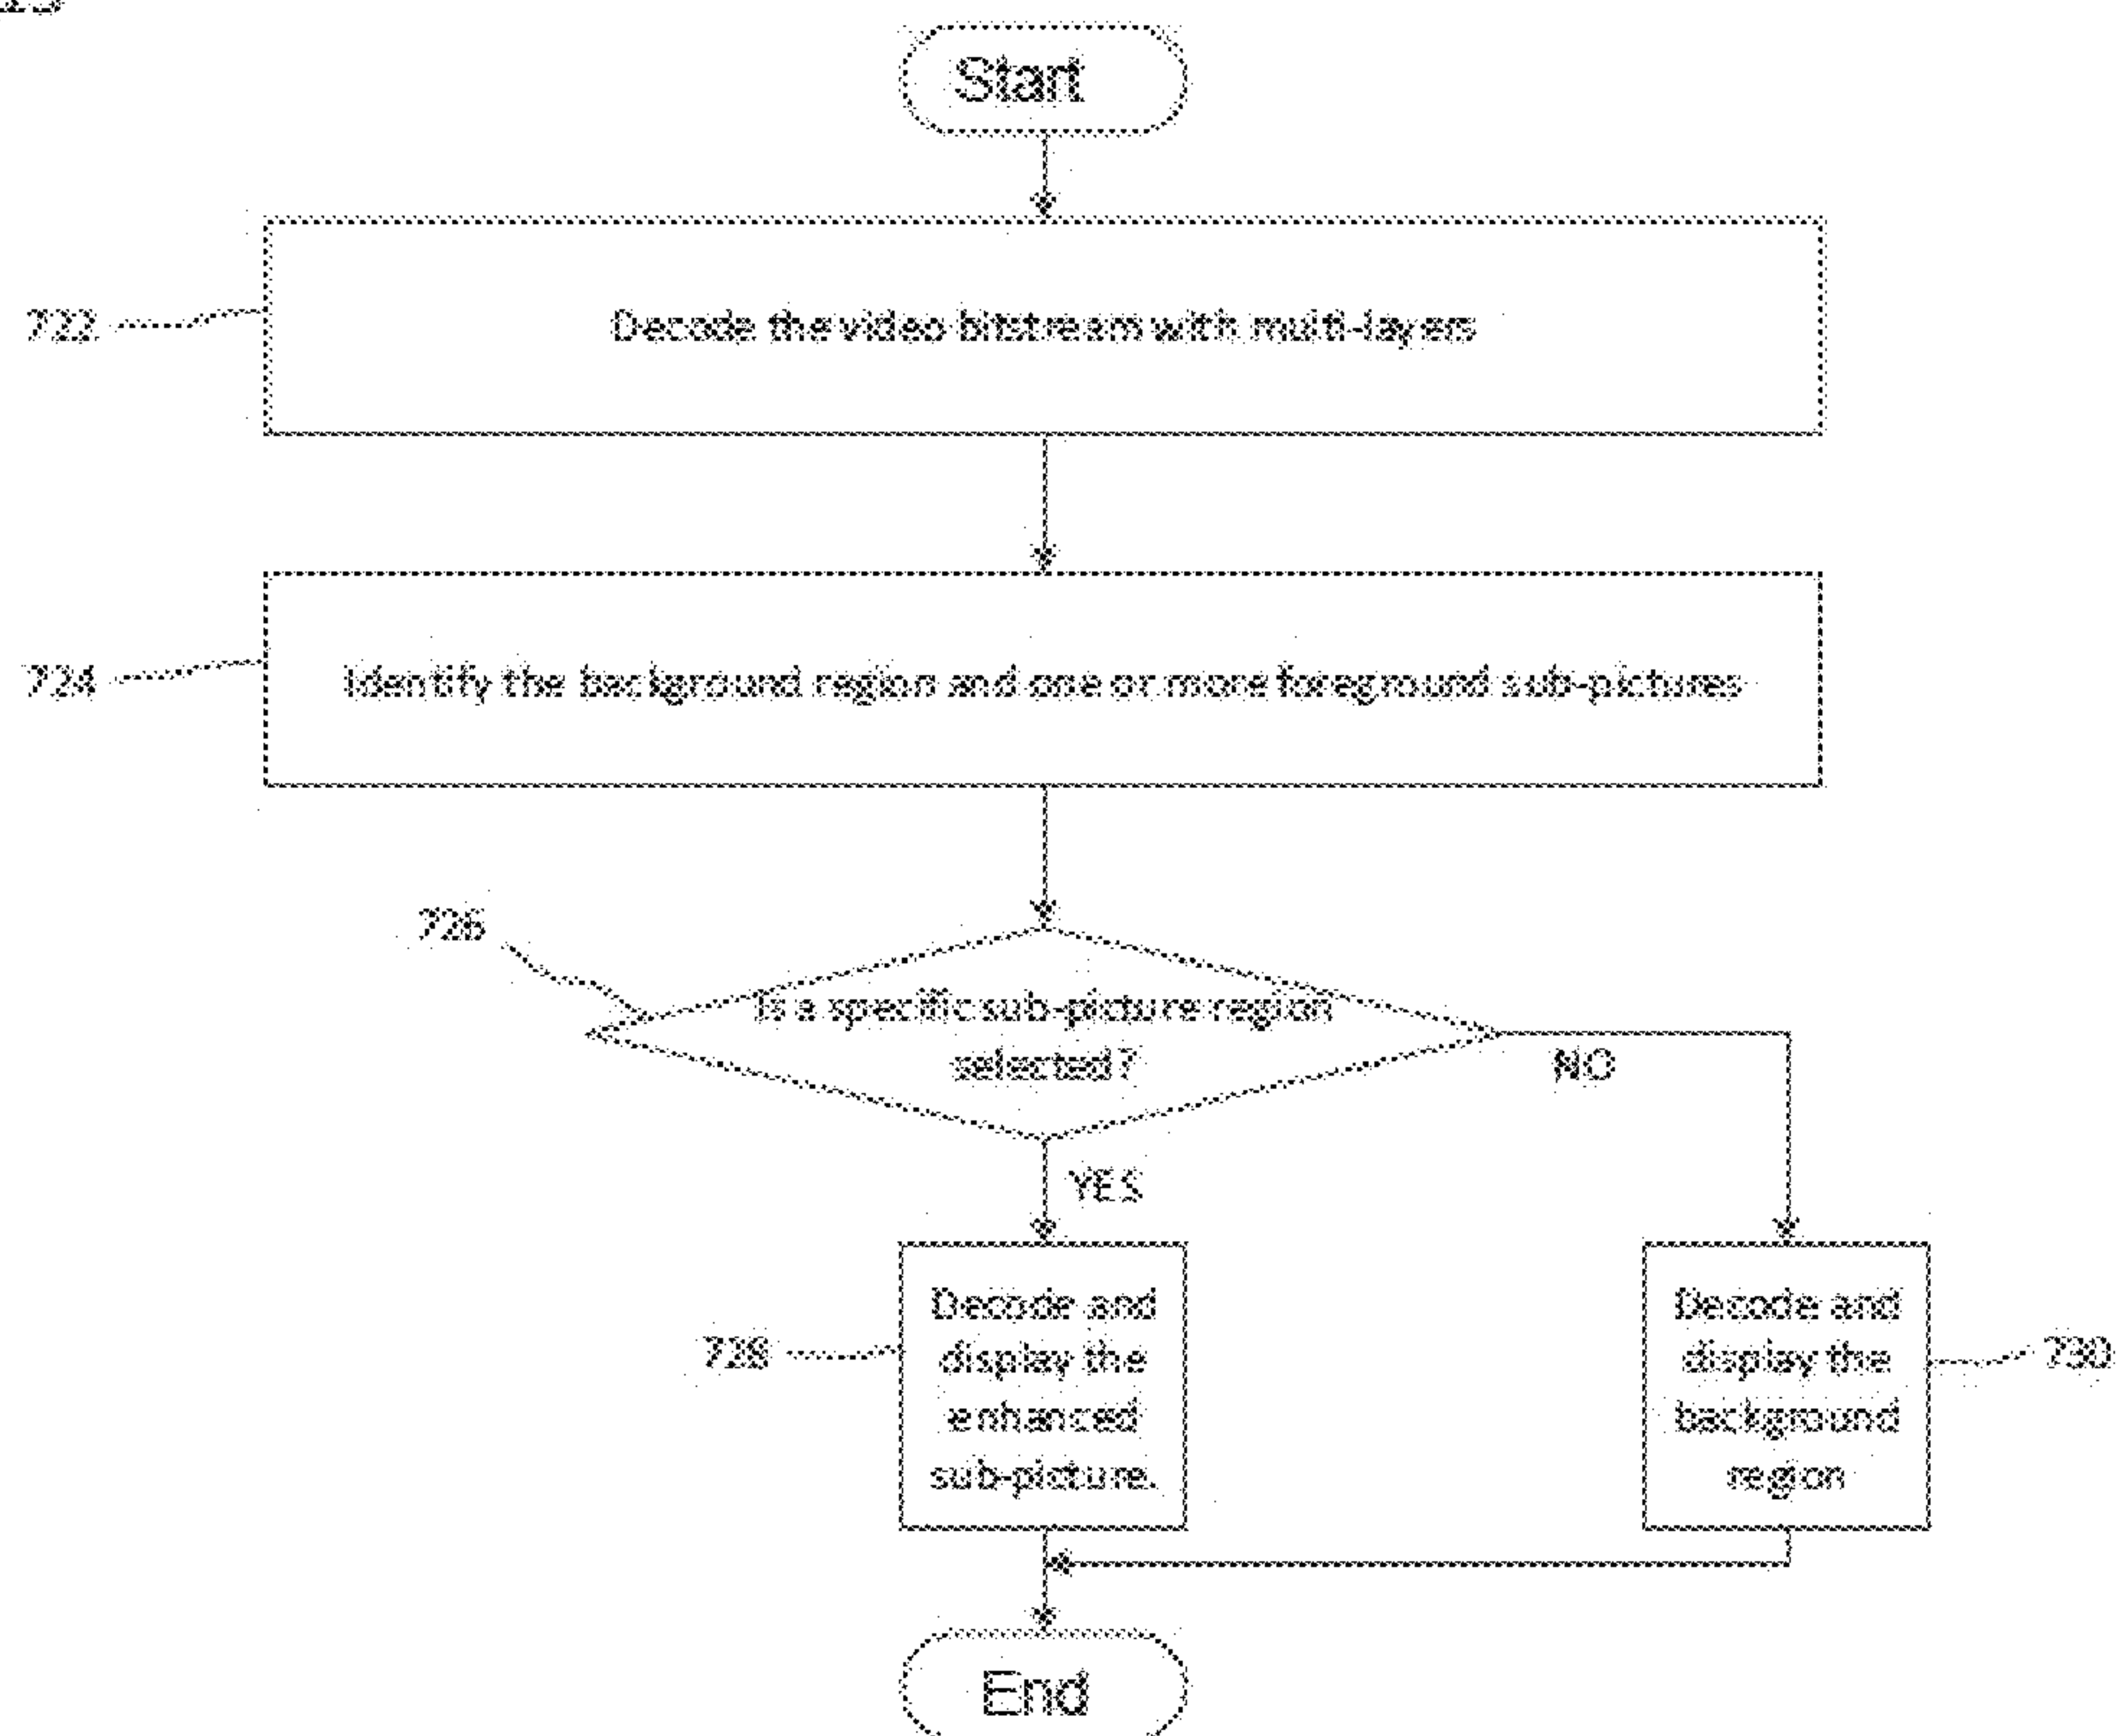 Start
722
Decode the video bitstream with multi-layers
724
Identify the background region and one or more foreground sub-pictures
726
Is a specific sub-picture region
selected?
NO
YES
728
Decode and
display the
enhanced
sub-picture.
Decode and
display the
background
region
730
End